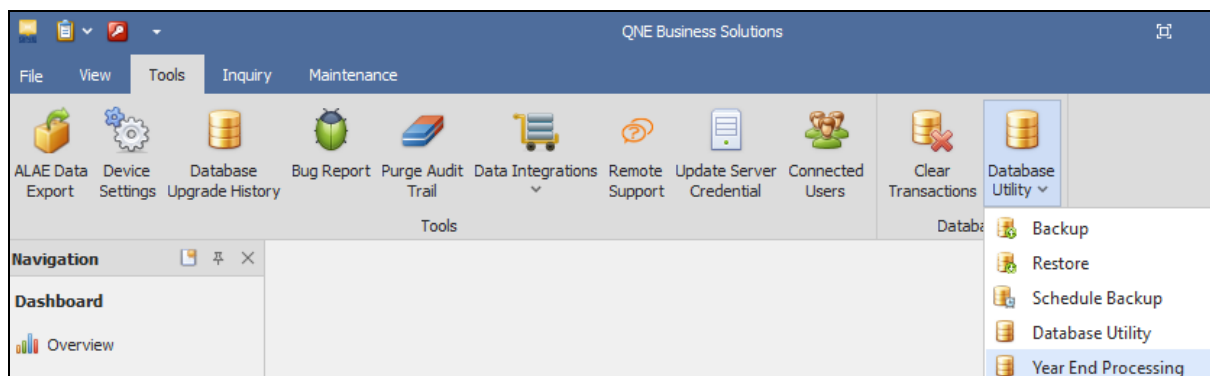 QNE Business Solutions
File View Tools Inquiry Maintenance
ALAE Data Device Database Bug Report Purge Audit Data Integrations Remote Update Server Connected Clear Database
Export Settings Upgrade History Trail Support Credential Users Transactions Utility
Tools Databa
Navigation
Backup
Restore
Dashboard
Schedule Backup
Overview
Database Utility
Year End Processing